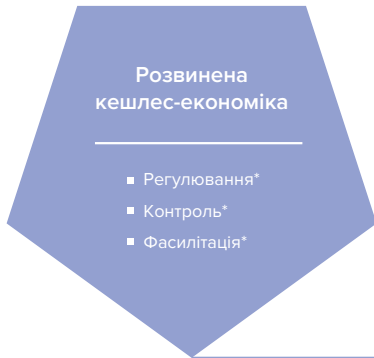 Розвинена
кешлес-економіка
Регулювання*
Контроль*
Фасилітація*